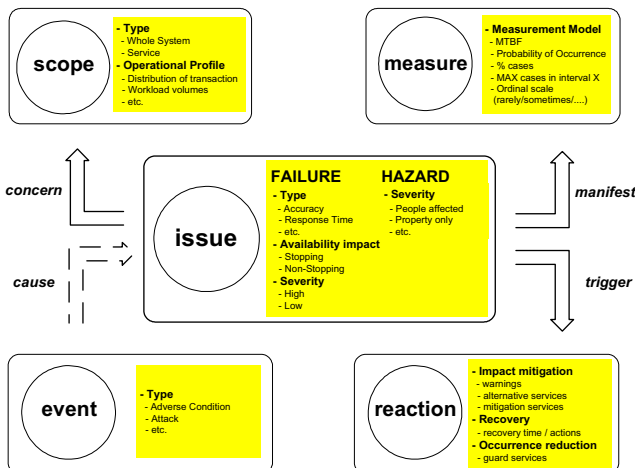 scope
- Type
- Whole System
- Service
- Operational Profile
- Distribution of transaction
- Workload volumes
- etc.
measure
- Measurement Model
- MTBF
- Probability of Occurrence
- % cases
- MAX cases in interval X
- Ordinal scale
(rarely/sometimes/....)
concern
manifest
issue
FAILURE
- Type
- Accuracy
- Response Time
- etc.
- Availability impact
- Stopping
- Non-Stopping
- Severity
- High
- Low
HAZARD
- Severity
- People affected
- Property only
- etc.
cause
trigger
event
- Type
- Adverse Condition
- Attack
- etc.
reaction
- Impact mitigation
- warnings
- alternative services
- mitigation services
- Recovery
- recovery time / actions
- Occurrence reduction
- guard services